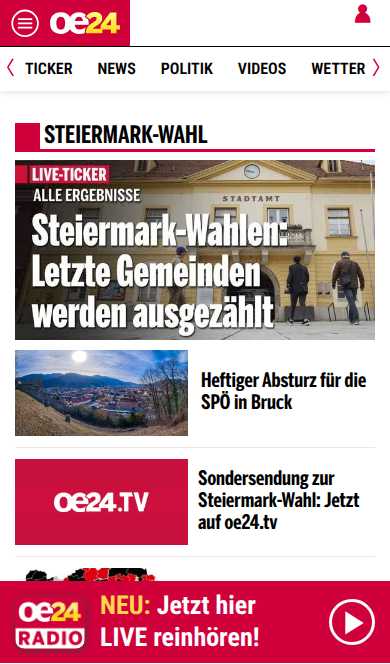 oe24
TICKER NEWS POLITIK VIDEOS WETTER
STEIERMARK-WAHL
LIVE-TICKER
ALLE ERGEBNISSE
STADTAMT
Steiermark-Wahlen:
Letzte Gemeinden
werden ausgezählt
Heftiger Absturz für die
SPÖ in Bruck
oe24.TV
Sondersendung zur
Steiermark-Wahl: Jetzt
auf oe24.tv
oe24
RADIO
NEU: Jetzt hier
LIVE reinhören!